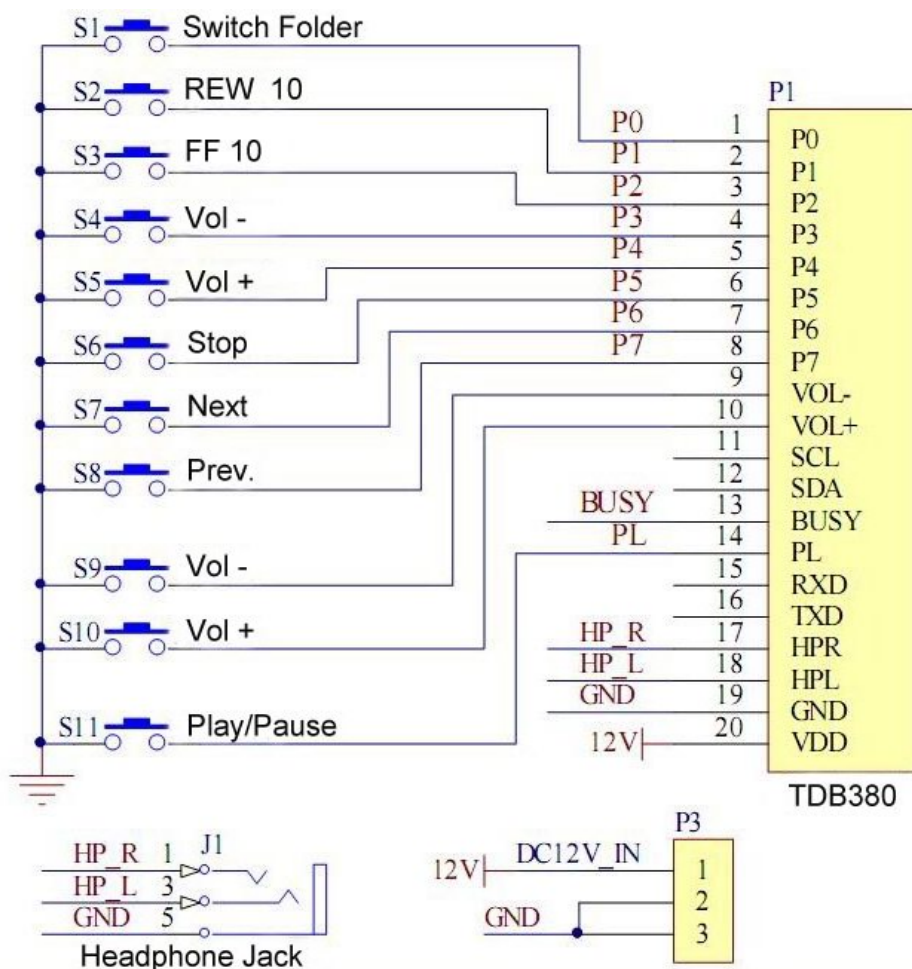 S1 Switch Folder
S2 REW 10
S3 FF 10
S4 Vol -
S5 Vol +
S6 Stop
S7 Next
S8 Prev.
S9 Vol -
S10 Vol +
S11 Play/Pause
P1
P0 1 P0
P1 2 P1
P2 3 P2
P3 4 P3
P4 5 P4
P5 6 P5
P6 7 P6
P7 8 P7
9 VOL-
10 VOL+
11 SCL
12 SDA
BUSY 13 BUSY
PL 14 PL
15 RXD
16 TXD
HP_R 17 HPR
HP_L 18 HPL
GND 19 GND
12V 20 VDD
TDB380
J1
HP_R 1
HP_L 3
GND 5
Headphone Jack
P3
12V DC12V_IN 1
2
GND 3